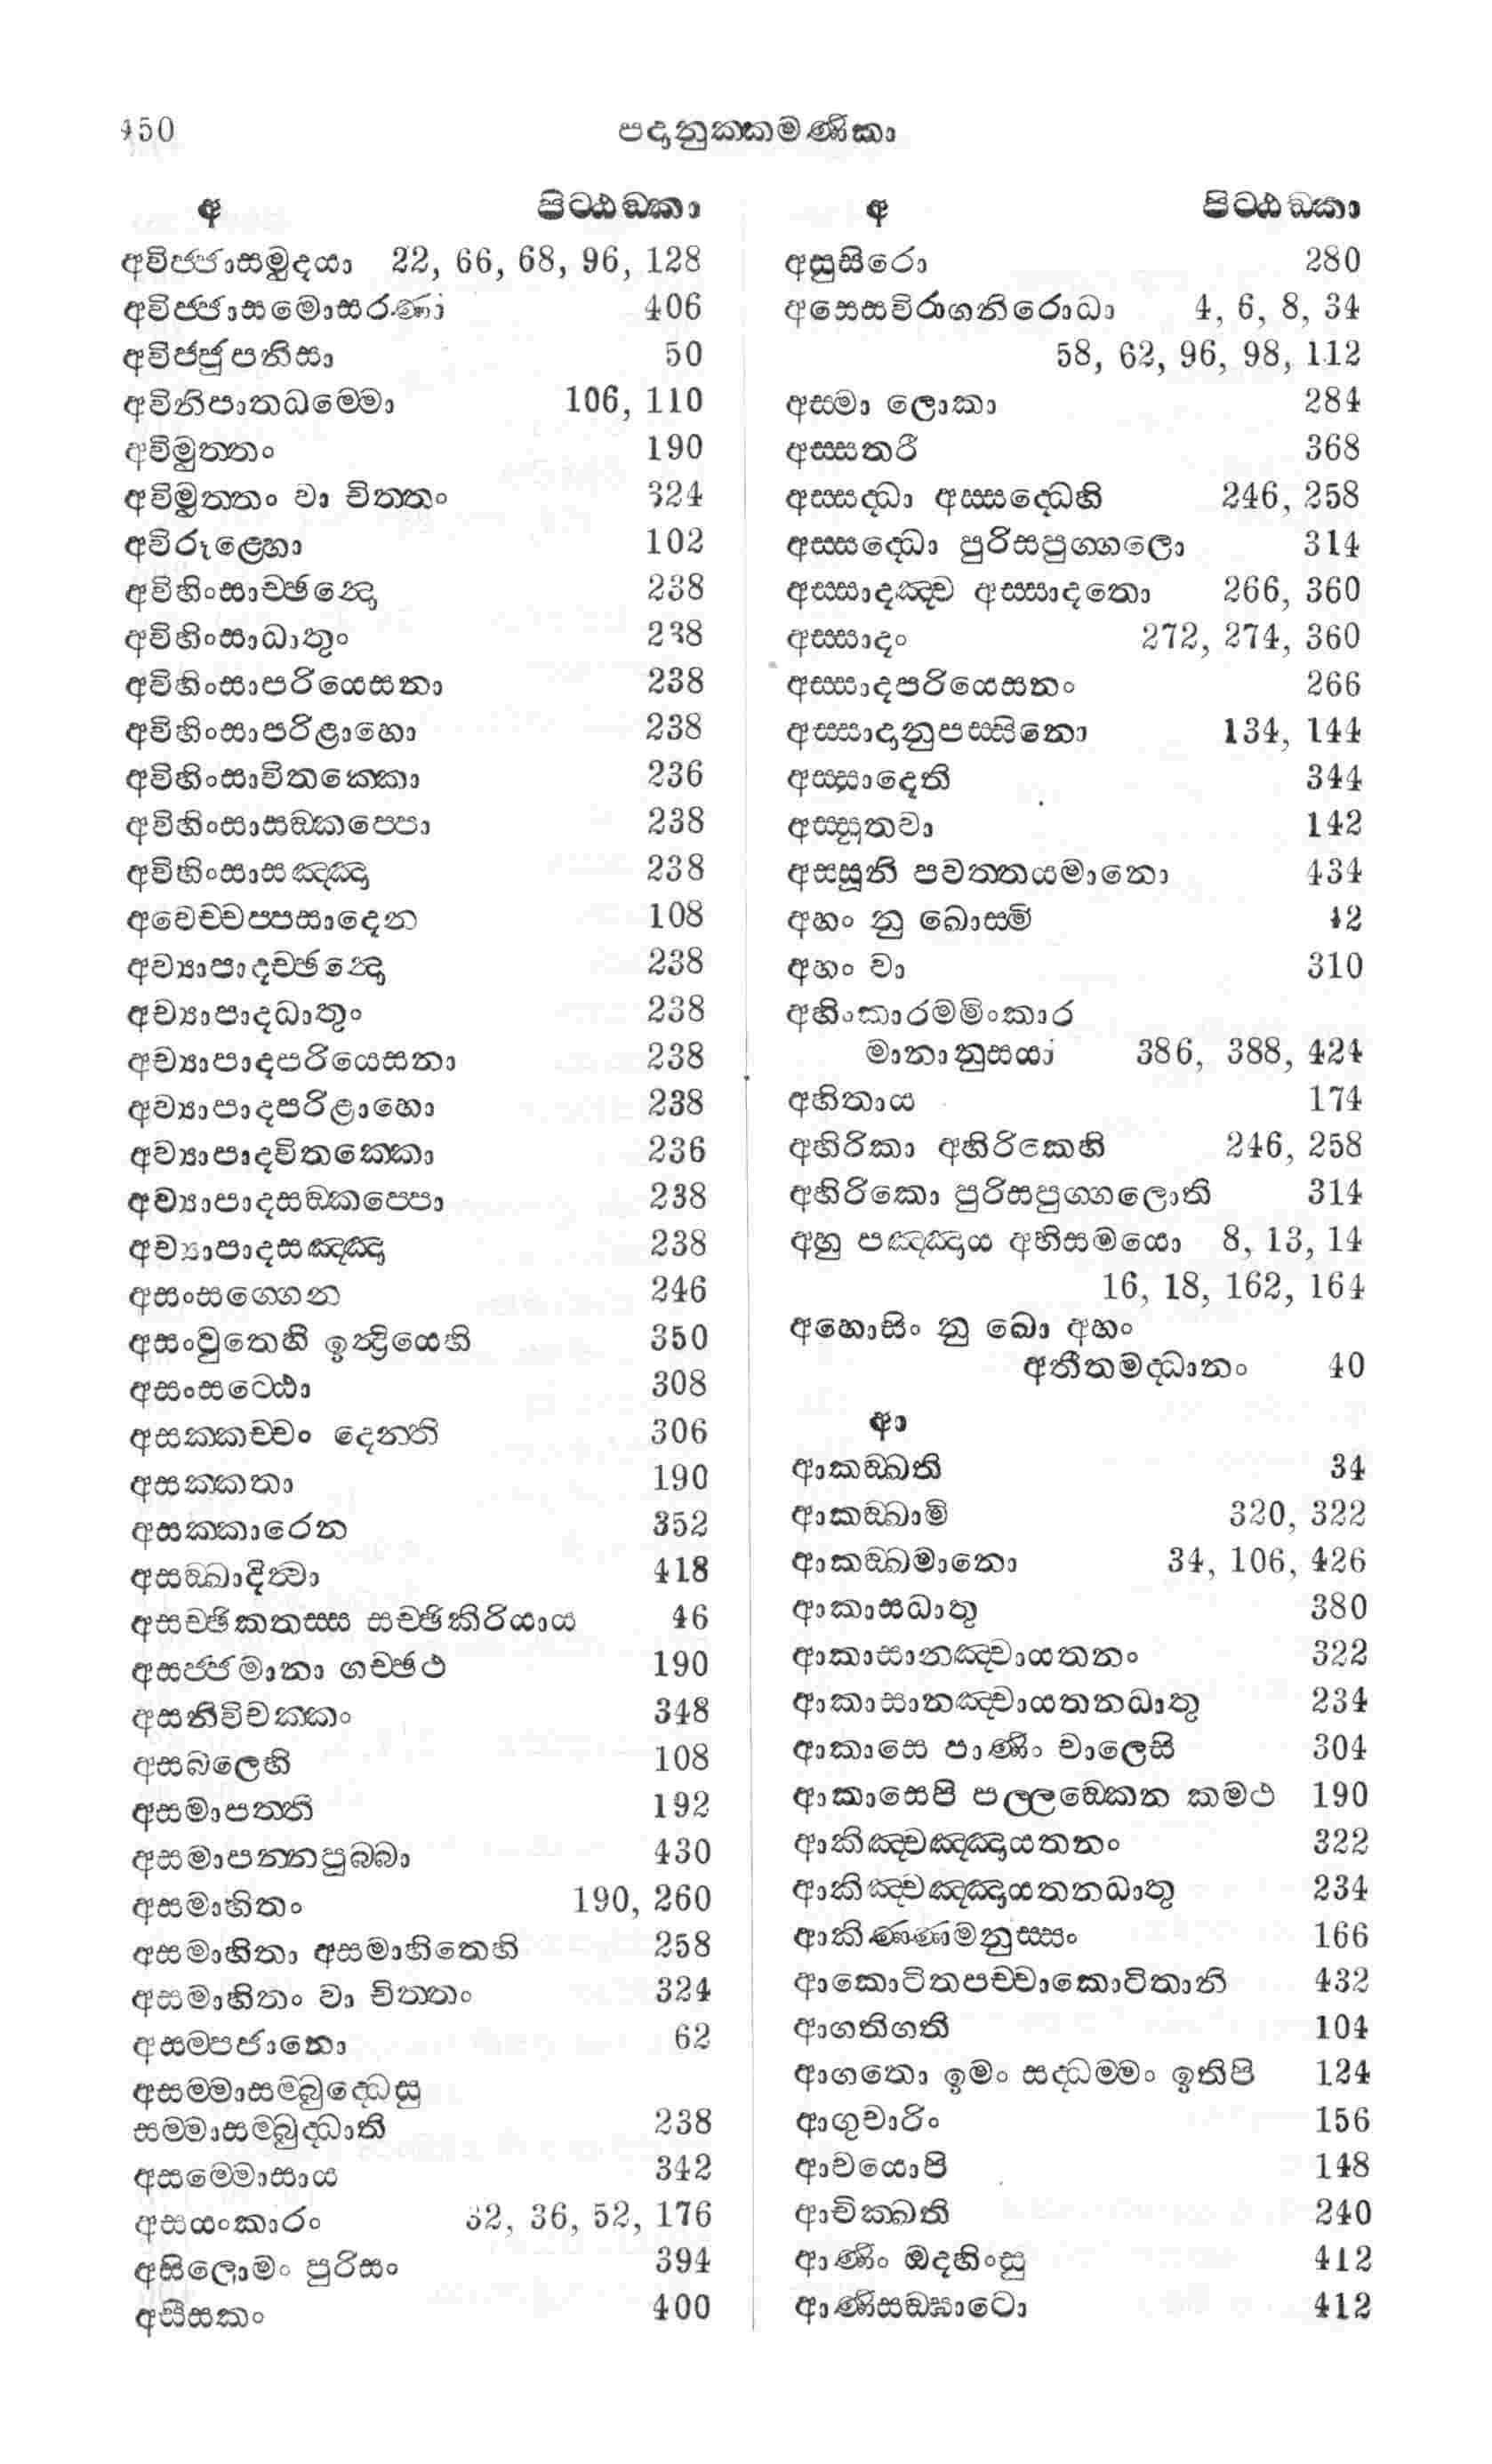 450
පදානුක්කමණිකා
අ පිට්ඨඞ්කා
අවිජ්ජාසමුදයා 22, 66, 68, 96, 128
අවිජ්ජාසමොසරණා 406
අවිජ්ජූපනිසා 50
අවිනිපාතධම්මො 106, 110
අවිමුත්තං 190
අවිමුත්තං වා චිත්තං 324
අවිරූළ්හො 102
අවිහිංසාච්ඡන්දො 238
අවිහිංසාධාතුං 238
අවිහිංසාපරියෙසනා 238
අවිහිංසාපරිළාහො 238
අවිහිංසාවිතක්කො 236
අවිහිංසාසඞ්කප්පො 238
අවිහිංසාසඤ්ඤා 238
අවෙච්චප්පසාදෙන 108
අව්‍යාපාදච්ඡන්දො 238
අව්‍යාපාදධාතුං 238
අව්‍යාපාදපරියෙසනා 238
අව්‍යාපාදපරිළාහො 238
අව්‍යාපාදවිතක්කො 236
අව්‍යාපාදසඞ්කප්පො 238
අව්‍යාපාදසඤ්ඤා 238
අසංසග්ගෙන 246
අසංවුතෙහි ඉන්ද්‍රියෙහි 350
අසංසට්ඨො 308
අසක්කච්චං දෙන්ති 306
අසක්කතා 190
අසක්කාරෙන 352
අසඞ්ඛාදිත්වා 418
අසච්ඡිකතස්ස සච්ඡිකිරියාය 46
අසජ්ජමානා ගච්ඡථ 190
අසනිවිචක්කං 348
අසබලෙහි 108
අසමාපත්ති 192
අසමාපන්නපුබ්බා 430
අසමාහිතං 190, 260
අසමාහිතා අසමාහිතෙහි 258
අසමාහිතං වා චිත්තං 324
අසම්පජානො 62
අසම්මාසම්බුද්ධෙසු
සම්මාසම්බුද්ධාති 238
අසම්මොසාය 342
අසයංකාරං 32, 36, 52, 176
අසිලොමං පුරිසං 394
අසීසකං 400
අ පිට්ඨඞ්කා
අසුසිරො 280
අසෙසවිරාගනිරොධා 4, 6, 8, 34
58, 62, 96, 98, 112
අස්මා ලොකා 284
අස්සතරී 368
අස්සද්ධා අස්සද්ධෙහි 246, 258
අස්සද්ධො පුරිසපුග්ගලො 314
අස්සාදඤ්ච අස්සාදතො 266, 360
අස්සාදං 272, 274, 360
අස්සාදපරියෙසනං 266
අස්සාදානුපස්සිනො 134, 144
අස්සාදෙති 344
අස්සුතවා 142
අස්සූනි පවත්තයමානො 434
අහං නු ඛොස්මි 42
අහං වා 310
අහිංකාරමමිංකාර
මානානුසයා 386, 388, 424
අහිතාය 174
අහිරිකා අහිරිකෙහි 246, 258
අහිරිකො පුරිසපුග්ගලොති 314
අහු පඤ්ඤාය අභිසමයො 8, 13, 14
16, 18, 162, 164
අහොසිං නු ඛො අහං
අතීතමද්ධානං 40
ආ
ආකඞ්ඛති 34
ආකඞ්ඛාමි 320, 322
ආකඞ්ඛමානො 34, 106, 426
ආකාසධාතු 380
ආකාසානඤ්චායතනං 322
ආකාසානඤ්චායතනධාතු 234
ආකාසෙ පාණිං චාලෙසි 304
ආකාසෙපි පල්ලඞ්කෙන කමථ 190
ආකිඤ්චඤ්ඤායතනං 322
ආකිඤ්චඤ්ඤායතනධාතු 234
ආකිණ්ණමනුස්සං 166
ආකොටිතපච්චාකොටිතානි 432
ආගතිගති 104
ආගතො ඉමං සද්ධම්මං ඉතිපි 124
ආගුචාරිං 156
ආචයොපි 148
ආචික්ඛති 240
ආණිං ඔදහිංසු 412
ආණිසඞ්ඝාටො 412